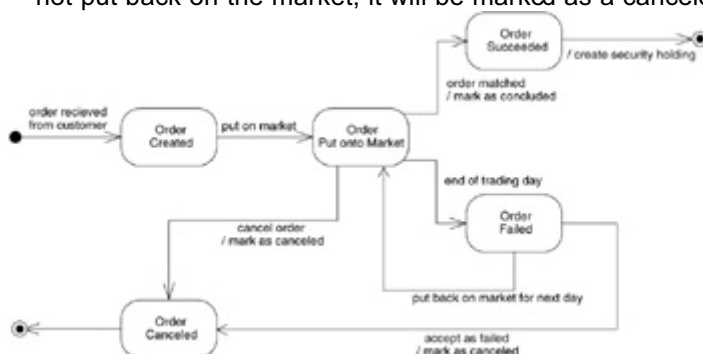 not put back on the market, it will be marked as a cancele
Order
Succeeded
/ create security holding
order matched
/ mark as concluded
order recieved
from customer
Order
Created
put on market
Order
Put onto Market
end of trading day
Order
Failed
cancel order
/ mark as canceled
put back on market for next day
Order
Canceled
accept as failed
/ mark as canceled